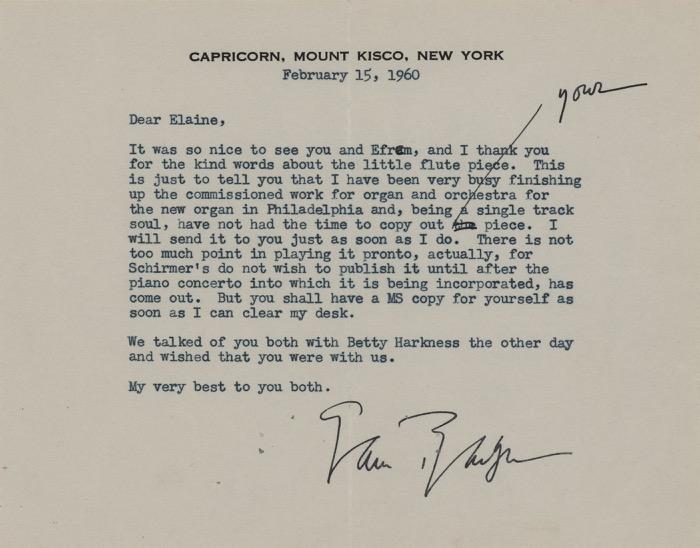 CAPRICORN, MOUNT KISCO, NEW YORK
February 15, 1960
yours
Dear Elaine,
It was so nice to see you and Efrem, and I thank you
for the kind words about the little flute piece. This
is just to tell you that I have been very busy finishing
up the commissioned work for organ and orchestra for
the new organ in Philadelphia and, being a single track
soul, have not had the time to copy out the piece. I
will send it to you just as soon as I do. There is not
too much point in playing it pronto, actually, for
Schirmer's do not wish to publish it until after the
piano concerto into which it is being incorporated, has
come out. But you shall have a MS copy for yourself as
soon as I can clear my desk.
We talked of you both with Betty Harkness the other day
and wished that you were with us.
My very best to you both.
Sam Barber